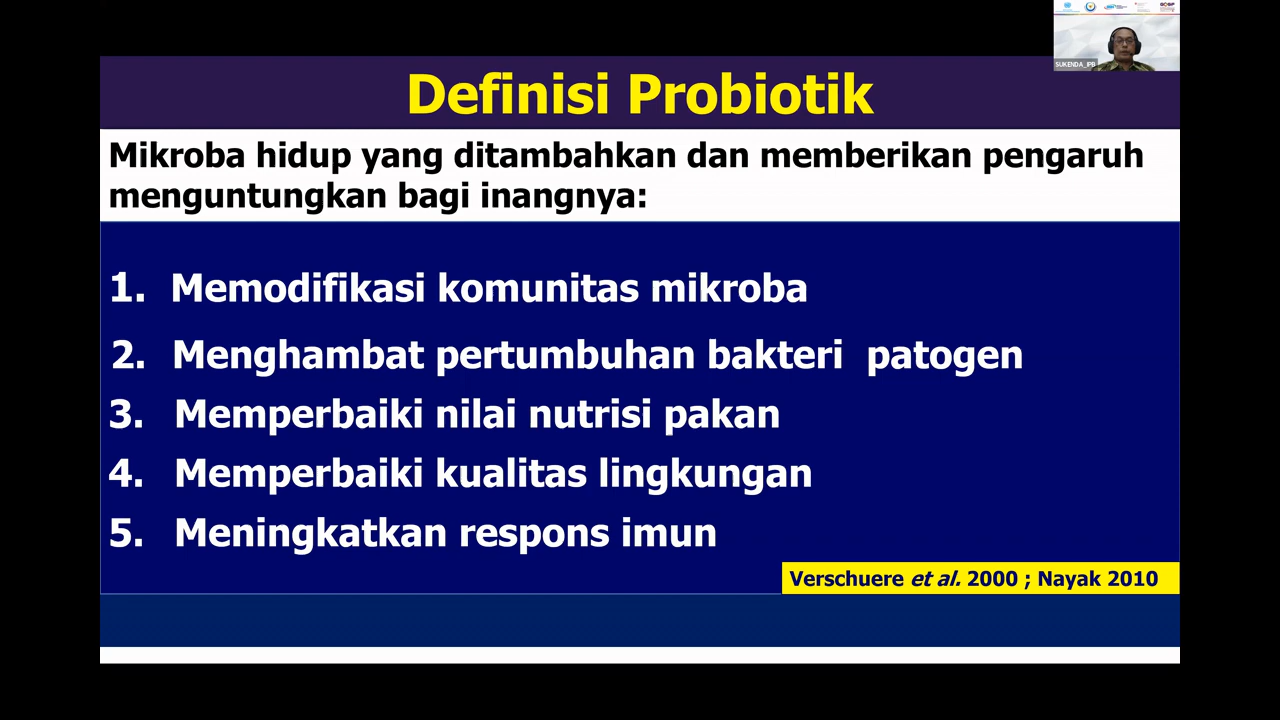 SUKENDA_IPB
Definisi Probiotik
Mikroba hidup yang ditambahkan dan memberikan pengaruh
menguntungkan bagi inangnya:
1. Memodifikasi komunitas mikroba
2. Menghambat pertumbuhan bakteri patogen
3. Memperbaiki nilai nutrisi pakan
4. Memperbaiki kualitas lingkungan
5. Meningkatkan respons imun
Verschuere et al. 2000 ; Nayak 2010